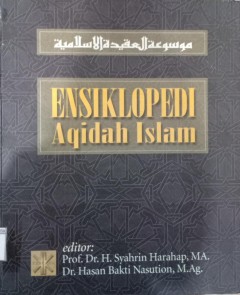 موسوعة العقيدة الإسلامية
ENSIKLOPEDI
Aqidah Islam
editor:
Prof. Dr. H. Syahrin Harahap, MA.
Dr. Hasan Bakti Nasution, M.Ag.